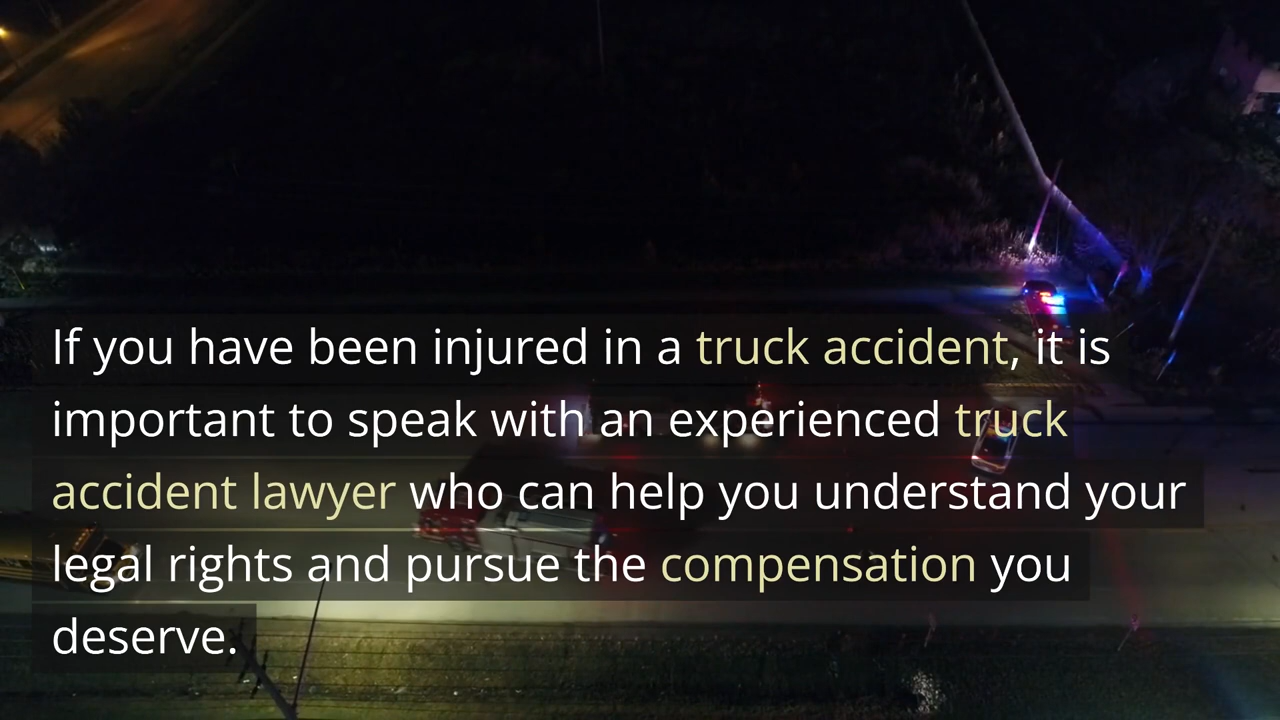 If you have been injured in a truck accident, it is
important to speak with an experienced truck
accident lawyer who can help you understand your
legal rights and pursue the compensation you
deserve.